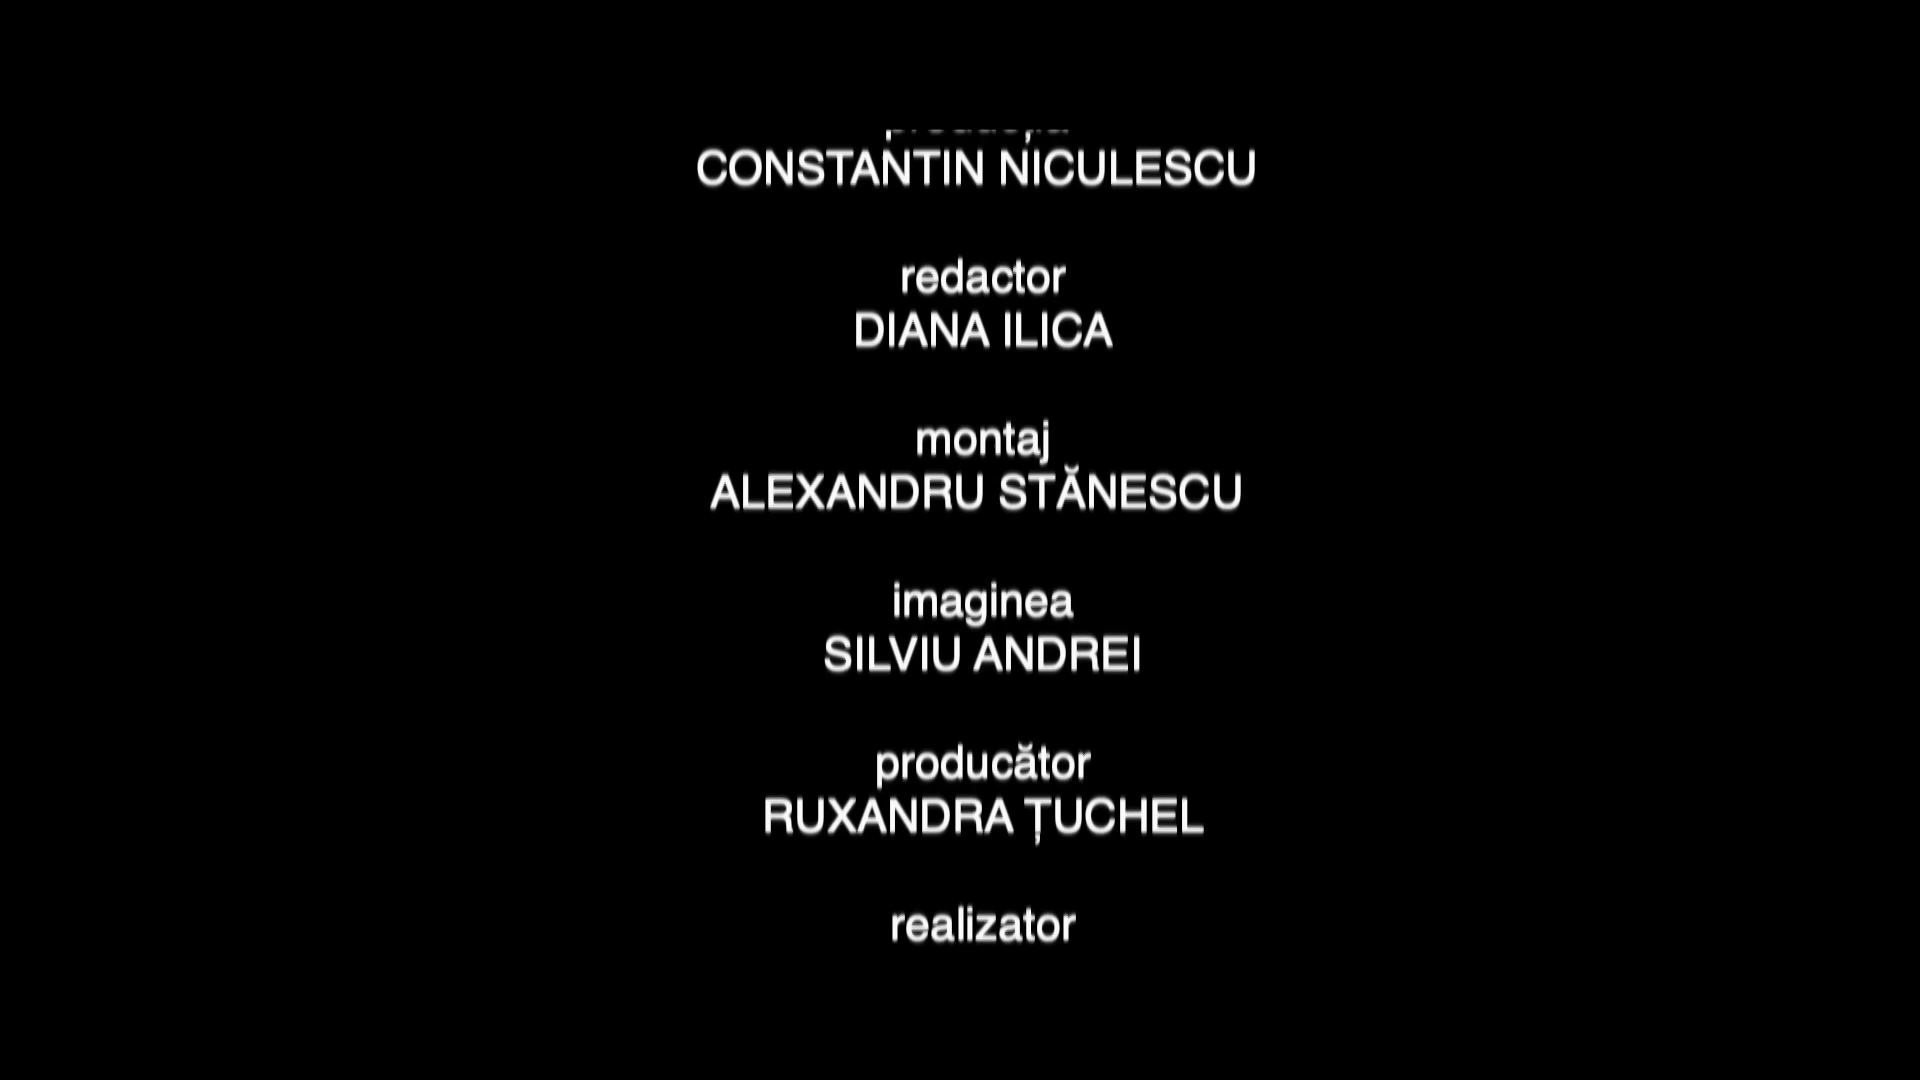 CONSTANTIN NICULESCU
redactor
DIANA ILICA
montaj
ALEXANDRU STĂNESCU
imaginea
SILVIU ANDREI
producător
RUXANDRA ȚUCHEL
realizator